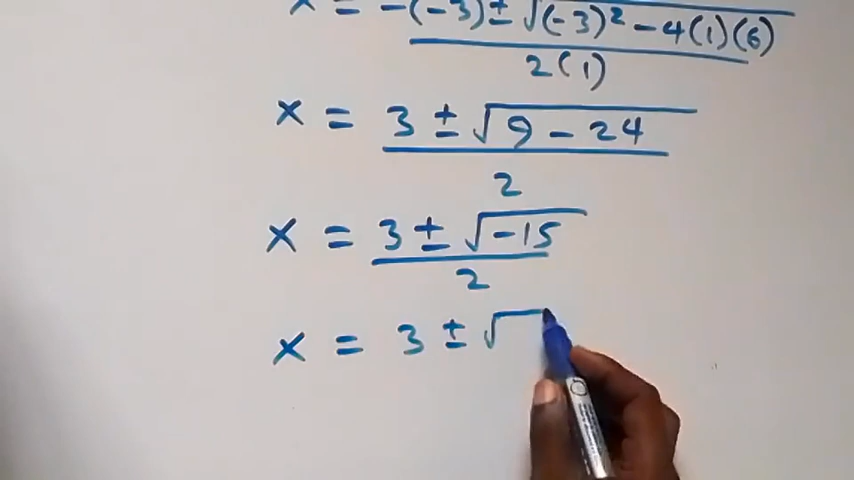 x = -(-3) ± √(-3)² - 4(1)(6)
2(1)
x = 3 ± √9 - 24
2
x = 3 ± √-15
2
x = 3 ± √